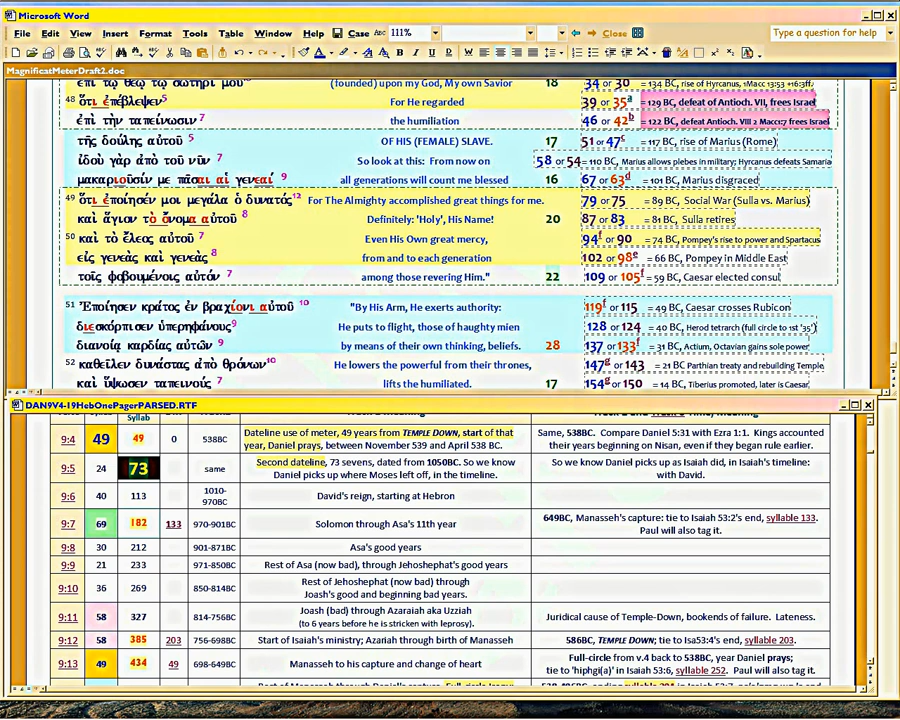 Microsoft Word
File Edit View Insert Format Tools Table Window Help Case ABC 111% Close Type a question for help
MagnificatMeterDraft2.doc
ἐπὶ τῷ θεῷ τῷ σωτῆρί μου (founded) upon my God, My own Savior 18 34 or 30 = 134 BC, rise of Hyrcanus, 1Macc 13:53 +16:3ff.
48 ὅτι ἐπέβλεψεν5 For He regarded 39 or 35a = 129 BC, defeat of Antioch. VII, frees Israel
ἐπὶ τὴν ταπείνωσιν 7 the humiliation 46 or 42b = 122 BC, defeat Antioch. VIII 2 Macc1:7 frees Israel
τῆς δούλης αὐτοῦ 5 OF HIS (FEMALE) SLAVE. 17 51 or 47c = 117 BC, rise of Marius (Rome)
ἰδοὺ γὰρ ἀπὸ τοῦ νῦν 7 So look at this: From now on 58 or 54 = 110 BC, Marius allows plebes in military; Hyrcanus defeats Samaria
μακαριοῦσίν με πᾶσαι αἱ γενεαί 9 all generations will count me blessed 16 67 or 63d = 101 BC, Marius disgraced
49 ὅτι ἐποίησέν μοι μεγάλα ὁ δυνατός12 For The Almighty accomplished great things for me. 79 or 75 = 89 BC, Social War (Sulla vs. Marius)
καὶ ἅγιον τὸ ὄνομα αὐτοῦ 8 Definitely: 'Holy', His Name! 20 87 or 83 = 81 BC, Sulla retires
50 καὶ τὸ ἔλεος αὐτοῦ 7 Even His Own great mercy, 94f or 90 = 74 BC, Pompey's rise to power and Spartacus
εἰς γενεὰς καὶ γενεὰς 8 from and to each generation 102 or 98e = 66 BC, Pompey in Middle East
τοῖς φοβουμένοις αὐτόν 7 among those revering Him." 22 109 or 105f = 59 BC, Caesar elected consul
51 Ἐποίησεν κράτος ἐν βραχίονι αὐτοῦ 10 "By His Arm, He exerts authority: 119f or 115 = 49 BC, Caesar crosses Rubicon
διεσκόρπισεν ὑπερηφάνους9 He puts to flight, those of haughty mien 128 or 124 = 40 BC, Herod tetrarch (full circle to 1st '35')
διανοίᾳ καρδίας αὐτῶν 9 by means of their own thinking, beliefs. 28 137 or 133f = 31 BC, Actium, Octavian gains sole power
52 καθεῖλεν δυνάστας ἀπὸ θρόνων10 He lowers the powerful from their thrones, 147g or 143 = 21 BC Parthian treaty and rebuilding Temple
καὶ ὕψωσεν ταπεινούς 7 lifts the humiliated. 17 154g or 150 = 14 BC, Tiberius promoted, later is Caesar
DAN9V4-19HebOnePagerPARSED.RTF
Syllab
9:4 49 49 0 538BC Dateline use of meter, 49 years from TEMPLE DOWN, start of that year, Daniel prays, between November 539 and April 538 BC. Same, 538BC. Compare Daniel 5:31 with Ezra 1:1. Kings accounted their years beginning on Nisan, even if they began rule earlier.
9:5 24 73 same Second dateline, 73 sevens, dated from 1050BC. So we know Daniel picks up where Moses left off, in the timeline. So we know Daniel picks up as Isaiah did, in Isaiah's timeline: with David.
9:6 40 113 1010-970BC David's reign, starting at Hebron
9:7 69 182 133 970-901BC Solomon through Asa's 11th year 649BC, Manasseh's capture: tie to Isaiah 53:2's end, syllable 133. Paul will also tag it.
9:8 30 212 901-871BC Asa's good years
9:9 21 233 971-850BC Rest of Asa (now bad), through Jehoshephat's good years
9:10 36 269 850-814BC Rest of Jehoshephat (now bad) through Joash's good and beginning bad years.
9:11 58 327 814-756BC Joash (bad) through Azaraiah aka Uzziah (to 6 years before he is stricken with leprosy). Juridical cause of Temple-Down, bookends of failure. Lateness.
9:12 58 385 203 756-698BC Start of Isaiah's ministry; Azariah through birth of Manasseh 586BC, TEMPLE DOWN; tie to Isa53:4's end, syllable 203.
9:13 49 434 49 698-649BC Manasseh to his capture and change of heart Full-circle from v.4 back to 538BC, year Daniel prays; tie to 'hiphgi(a)' in Isaiah 53:6, syllable 252. Paul will also tag it.